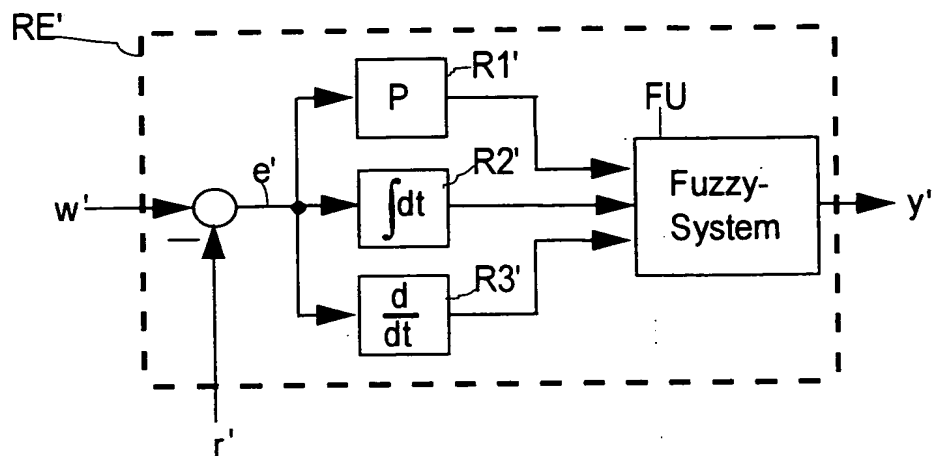 RE'
R1'
P
FU
e'
R2'
w'
∫dt
Fuzzy-
System
y'
R3'
d
dt
r'